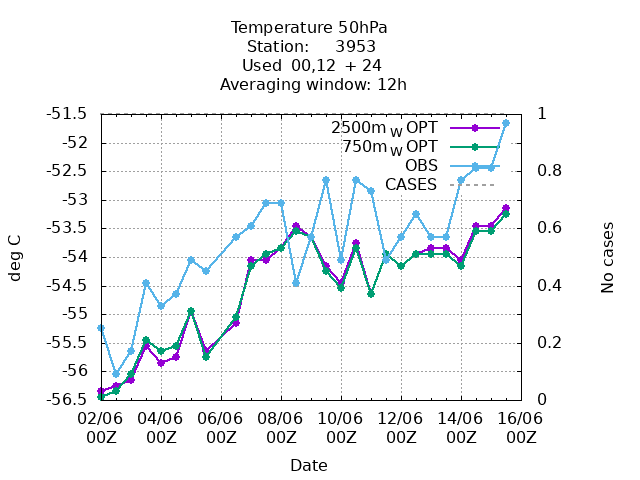 Temperature 50hPa
Station: 3953
Used 00,12 + 24
Averaging window: 12h
-51.5
-52
-52.5
-53
-53.5
-54
-54.5
-55
-55.5
-56
-56.5
deg C
2500m W OPT
750m W OPT
OBS
CASES
1
0.8
0.6
0.4
0.2
0
No cases
02/06 04/06 06/06 08/06 10/06 12/06 14/06 16/06
00Z 00Z 00Z 00Z 00Z 00Z 00Z 00Z
Date